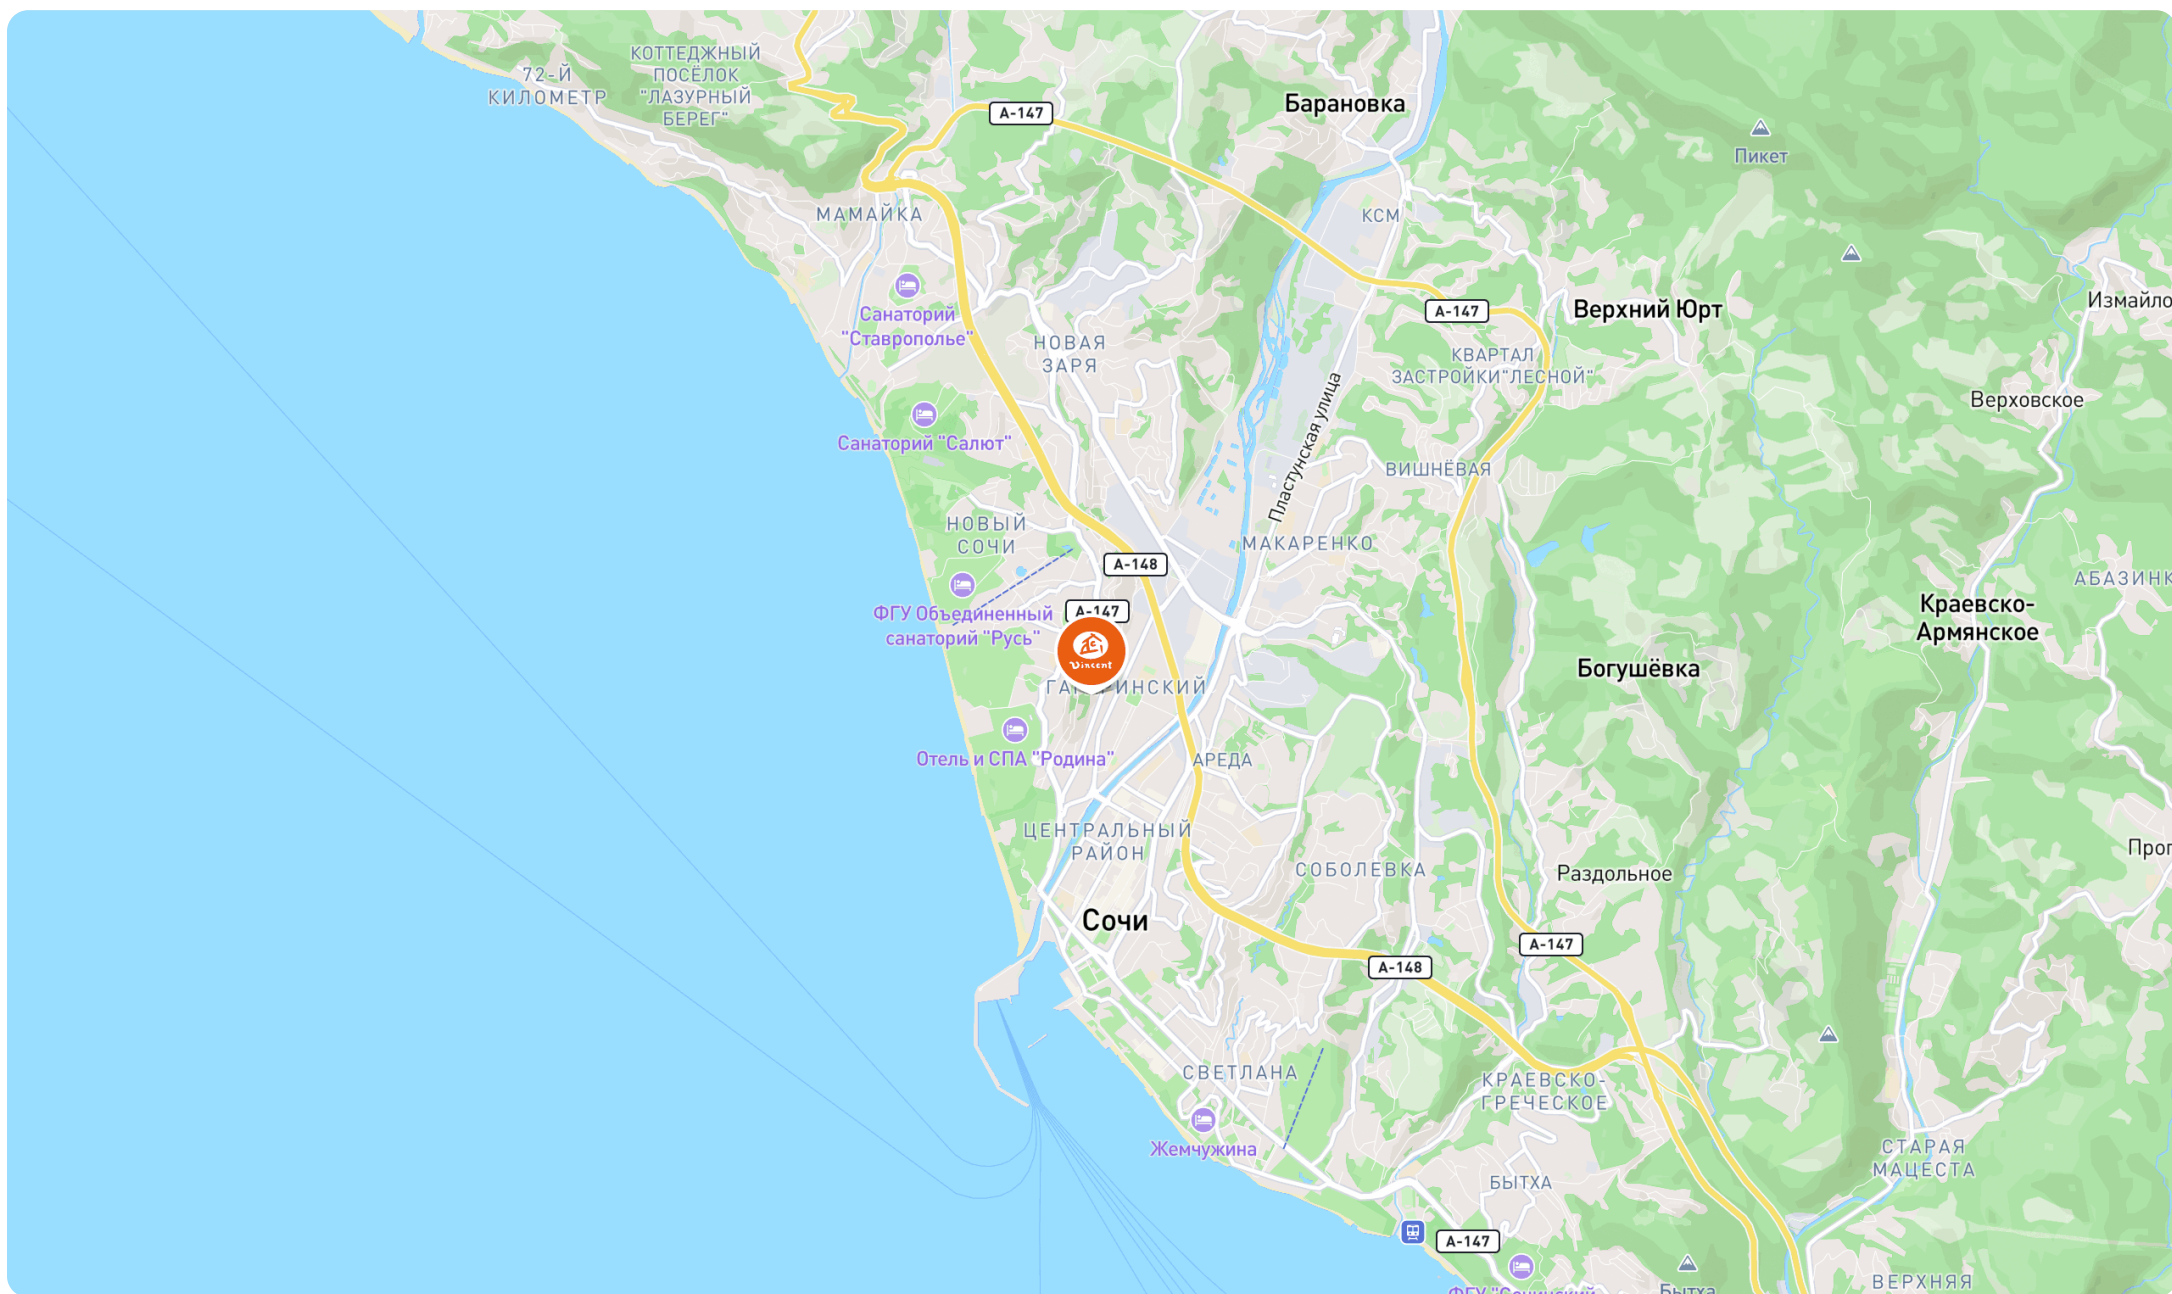 КОТТЕДЖНЫЙ
ПОСЁЛОК
"ЛАЗУРНЫЙ
БЕРЕГ"
72-Й
КИЛОМЕТР
А-147
Барановка
Пикет
МАМАЙКА
КСМ
Санаторий
"Ставрополье"
НОВАЯ
ЗАРЯ
А-147
Верхний Юрт
Измайло
КВАРТАЛ
ЗАСТРОЙКИ"ЛЕСНОЙ"
Верховское
Пластунская улица
Санаторий "Салют"
ВИШНЁВАЯ
НОВЫЙ
СОЧИ
МАКАРЕНКО
А-148
АБАЗИНК
ФГУ Объединенный
санаторий "Русь"
А-147
Vincent
Краевско-
Армянское
Богушёвка
Отель и СПА "Родина"
АРЕДА
ЦЕНТРАЛЬНЫЙ
РАЙОН
СОБОЛЕВКА
Раздольное
Прог
Сочи
А-148
А-147
СВЕТЛАНА
КРАЕВСКО-
ГРЕЧЕСКОЕ
Жемчужина
СТАРАЯ
МАЦЕСТА
БЫТХА
А-147
ВЕРХНЯЯ
Бытха